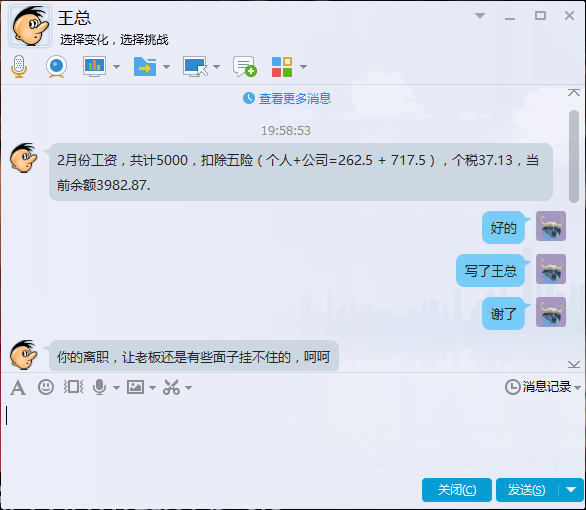 王总
选择变化，选择挑战
查看更多消息
19:58:53
2月份工资，共计5000，扣除五险（个人+公司=262.5 + 717.5），个税37.13，当
前余额3982.87.
好的
写了王总
谢了
你的离职，让老板还是有些面子挂不住的，呵呵
A
消息记录
关闭(C)
发送(S)